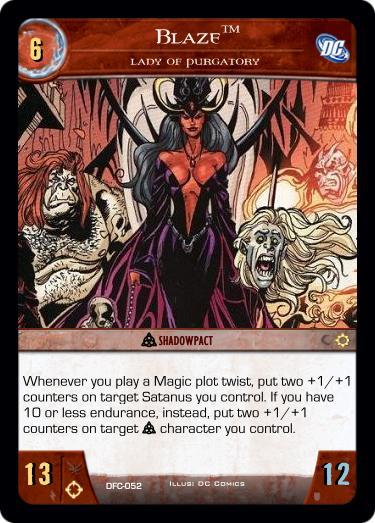 6
BLAZE™
DC
LADY OF PURGATORY
SHADOWPACT
Whenever you play a Magic plot twist, put two +1/+1
counters on target Satanus you control. If you have
10 or less endurance, instead, put two +1/+1
counters on target character you control.
13
DFC-052
ILLUS: DC COMICS
12